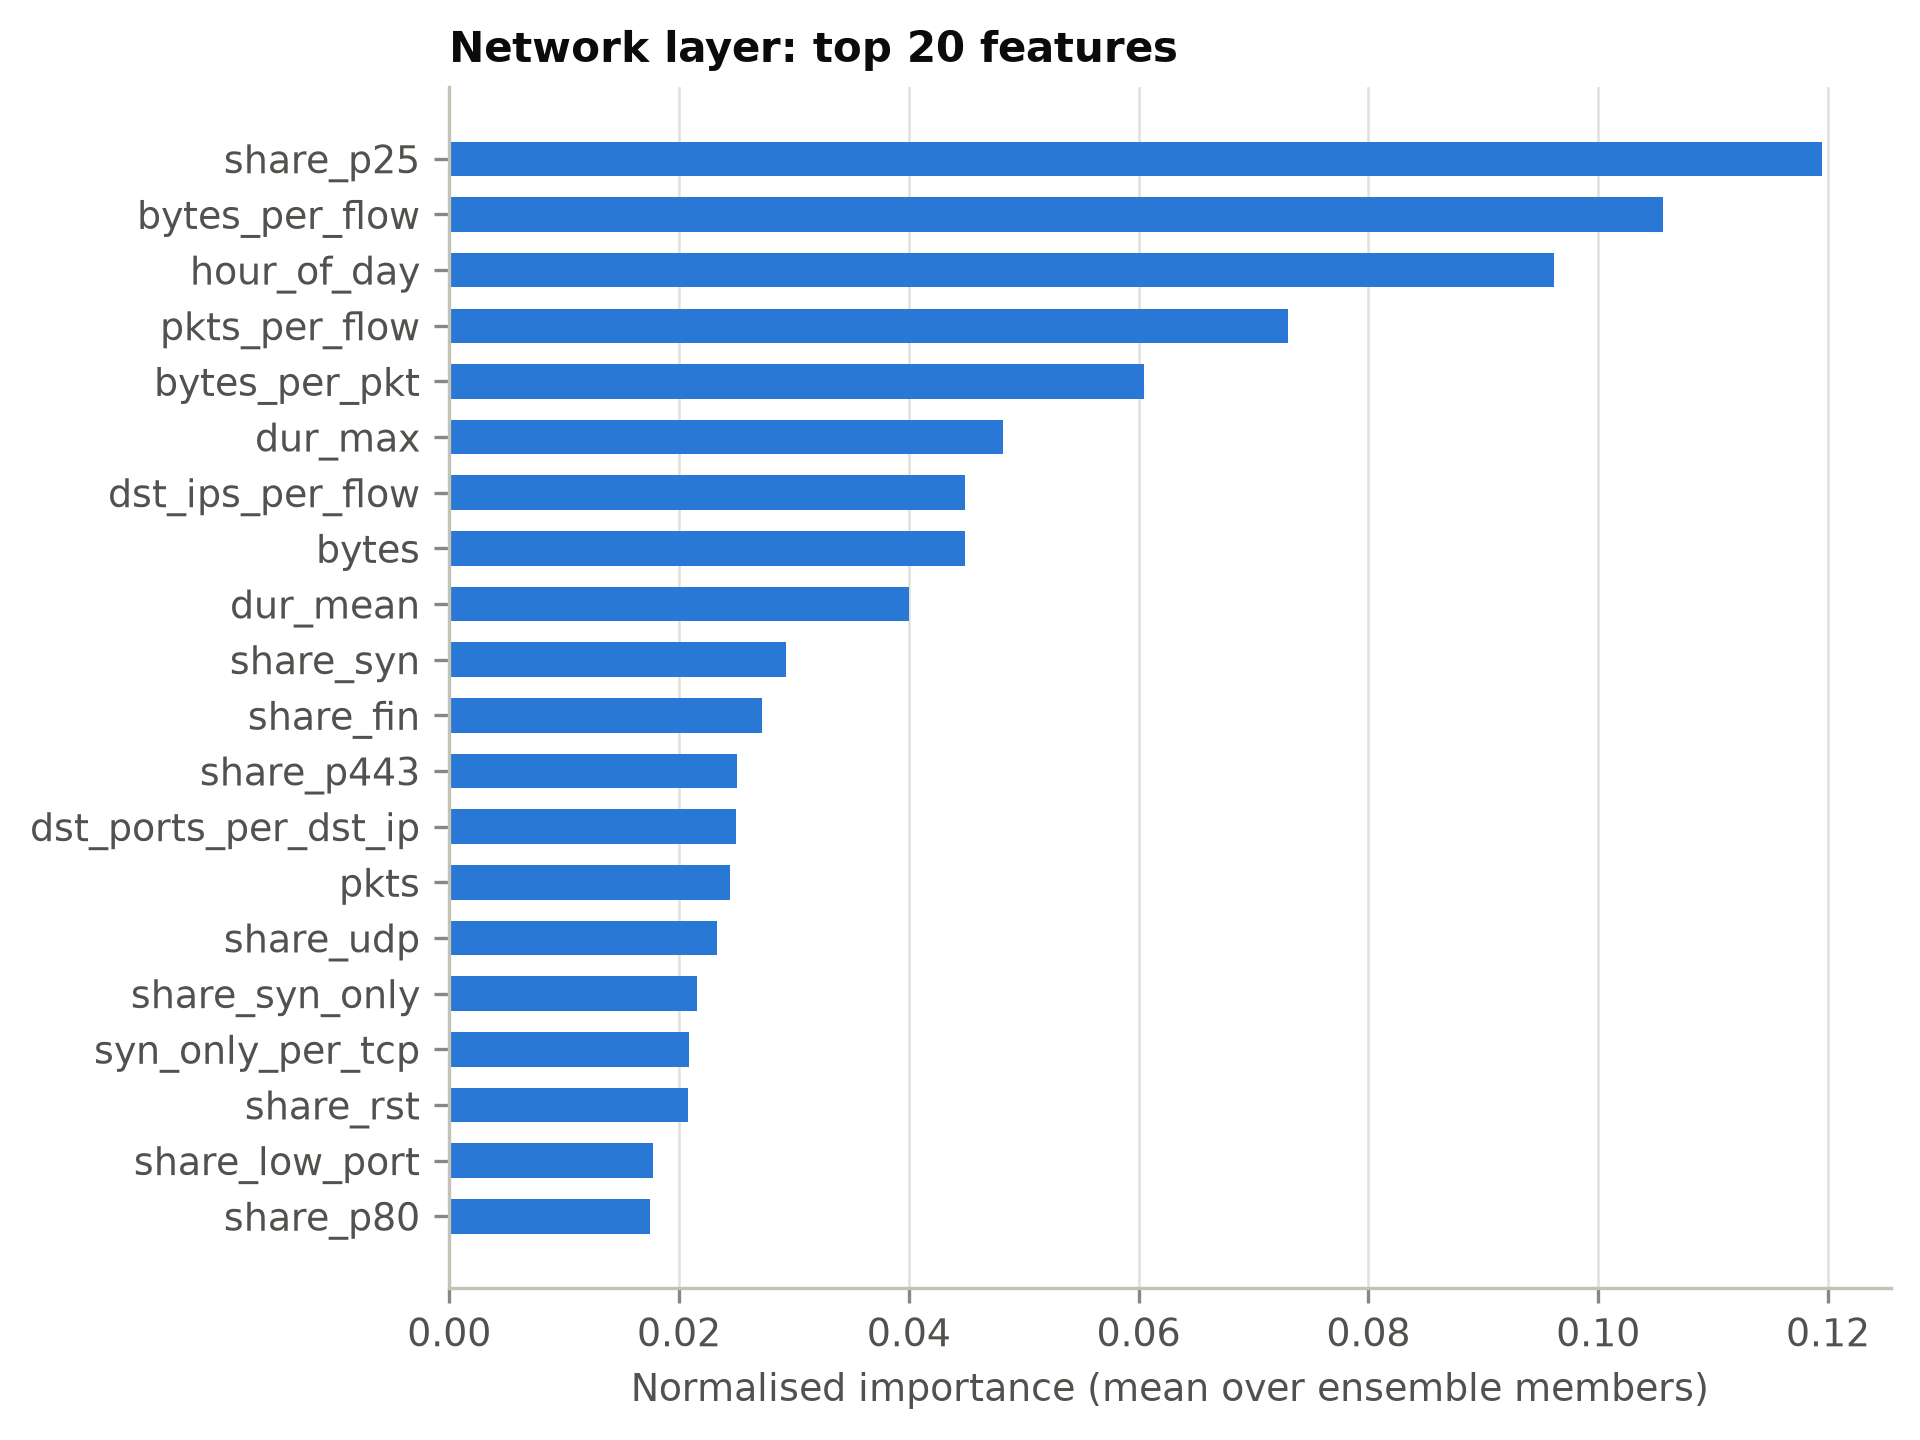 Network layer: top 20 features
share_p25
bytes_per_flow
hour_of_day
pkts_per_flow
bytes_per_pkt
dur_max
dst_ips_per_flow
bytes
dur_mean
share_syn
share_fin
share_p443
dst_ports_per_dst_ip
pkts
share_udp
share_syn_only
syn_only_per_tcp
share_rst
share_low_port
share_p80
0.00 0.02 0.04 0.06 0.08 0.10 0.12
Normalised importance (mean over ensemble members)